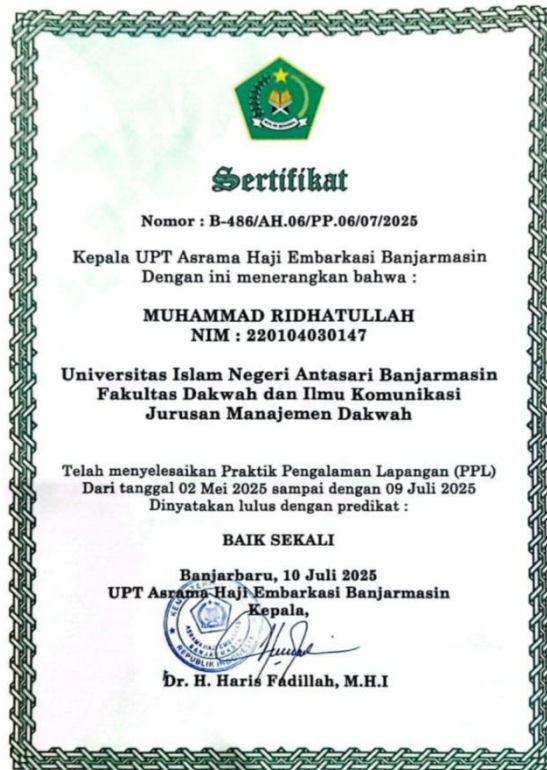 Sertifikat
Nomor : B-486/AH.06/PP.06/07/2025
Kepala UPT Asrama Haji Embarkasi Banjarmasin
Dengan ini menerangkan bahwa :
MUHAMMAD RIDHATULLAH
NIM : 220104030147
Universitas Islam Negeri Antasari Banjarmasin
Fakultas Dakwah dan Ilmu Komunikasi
Jurusan Manajemen Dakwah
Telah menyelesaikan Praktik Pengalaman Lapangan (PPL)
Dari tanggal 02 Mei 2025 sampai dengan 09 Juli 2025
Dinyatakan lulus dengan predikat :
BAIK SEKALI
Banjarbaru, 10 Juli 2025
UPT Asrama Haji Embarkasi Banjarmasin
Kepala,
REPUBLIK INDONESIA
Dr. H. Haris Fadillah, M.H.I